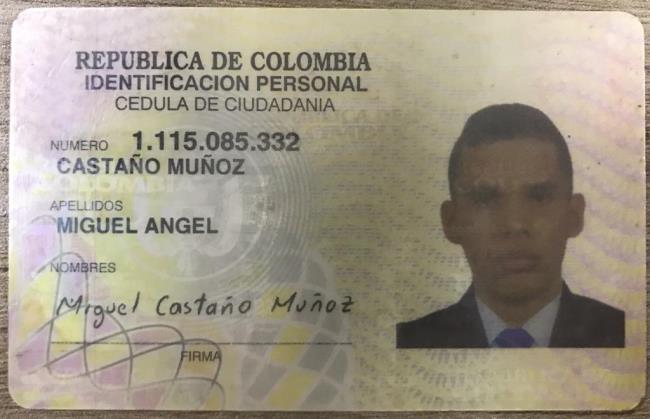 REPUBLICA DE COLOMBIA
IDENTIFICACION PERSONAL
CEDULA DE CIUDADANIA
NUMERO 1.115.085.332
CASTAÑO MUÑOZ
APELLIDOS
MIGUEL ANGEL
NOMBRES
Miguel Castaño Muñoz
FIRMA